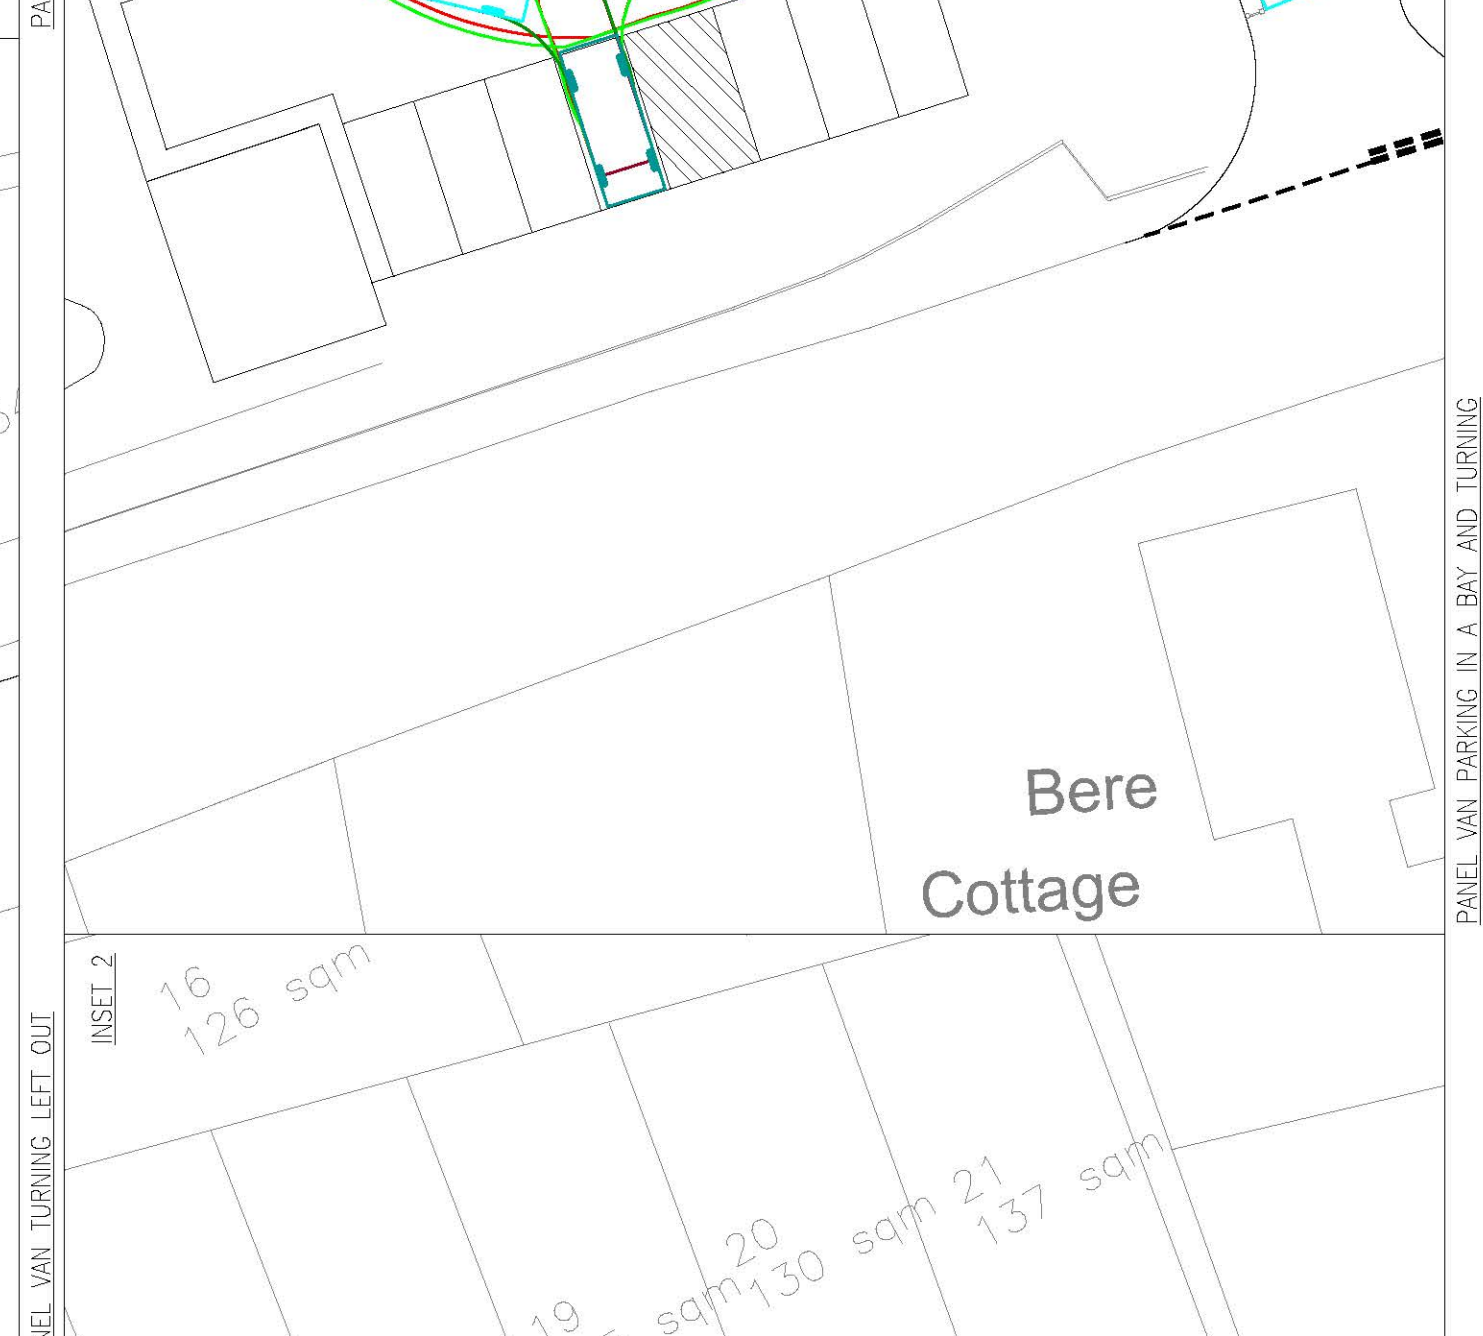 PANEL VAN PARKING IN A BAY AND TURNING
Bere
Cottage
INSET 2
16
126 sqm
VAN TURNING LEFT OUT
21
137 sqm
20
130 sqm
19
sqm